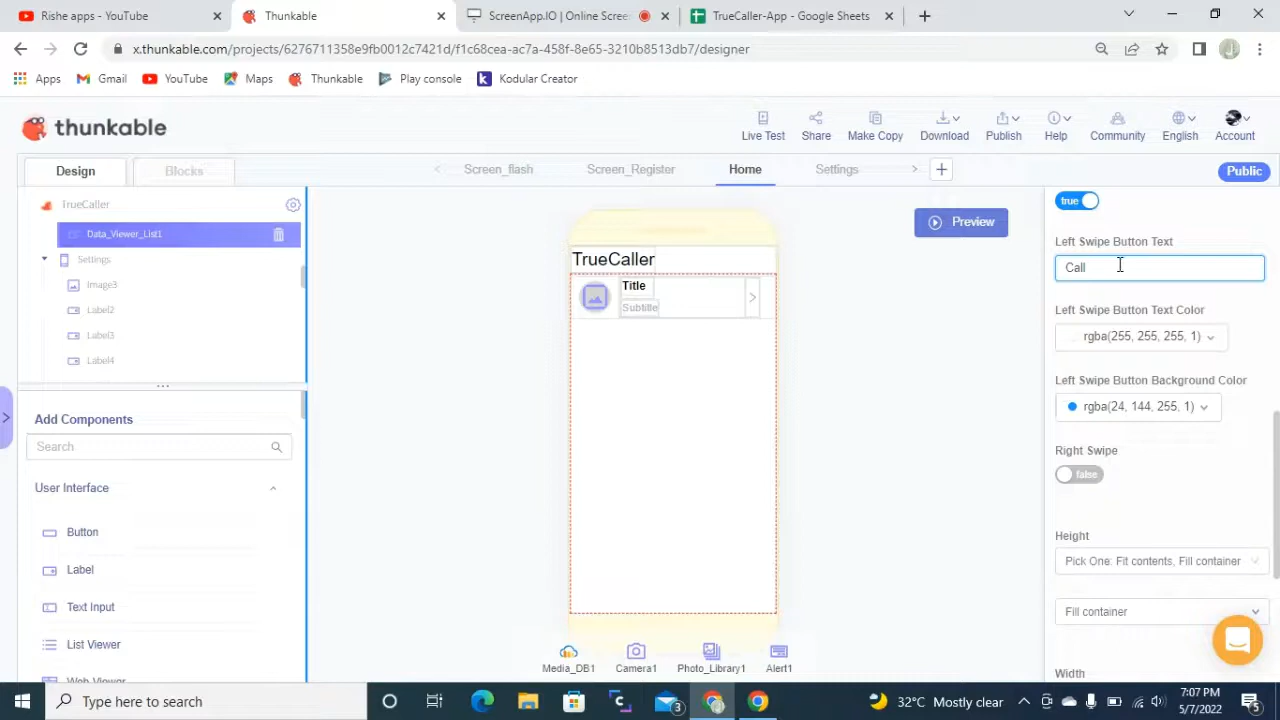 Rishe apps - YouTube
Thunkable
ScreenApp.IO | Online Screen
TrueCaller-App - Google Sheets
x.thunkable.com/projects/6276711358e9fb0012c7421d/f1c68cea-ac7a-458f-8e65-3210b8513db7/designer
Apps
Gmail
YouTube
Maps
Thunkable
Play console
Kodular Creator
thunkable
Live Test
Share
Make Copy
Download
Publish
Help
Community
English
Account
Design
Blocks
Screen_flash
Screen_Register
Home
Settings
Public
TrueCaller
Data_Viewer_List1
Settings
Image3
Label2
Label3
Label4
Add Components
Search
User Interface
Button
Label
Text Input
List Viewer
Web Viewer
Preview
TrueCaller
Title
Subtitle
Media_DB1
Camera1
Photo_Library1
Alert1
true
Left Swipe Button Text
Call
Left Swipe Button Text Color
rgba(255, 255, 255, 1)
Left Swipe Button Background Color
rgba(24, 144, 255, 1)
Right Swipe
false
Height
Pick One: Fit contents, Fill container
Fill container
Width
Type here to search
3
32°C Mostly clear
7:07 PM
5/7/2022
5